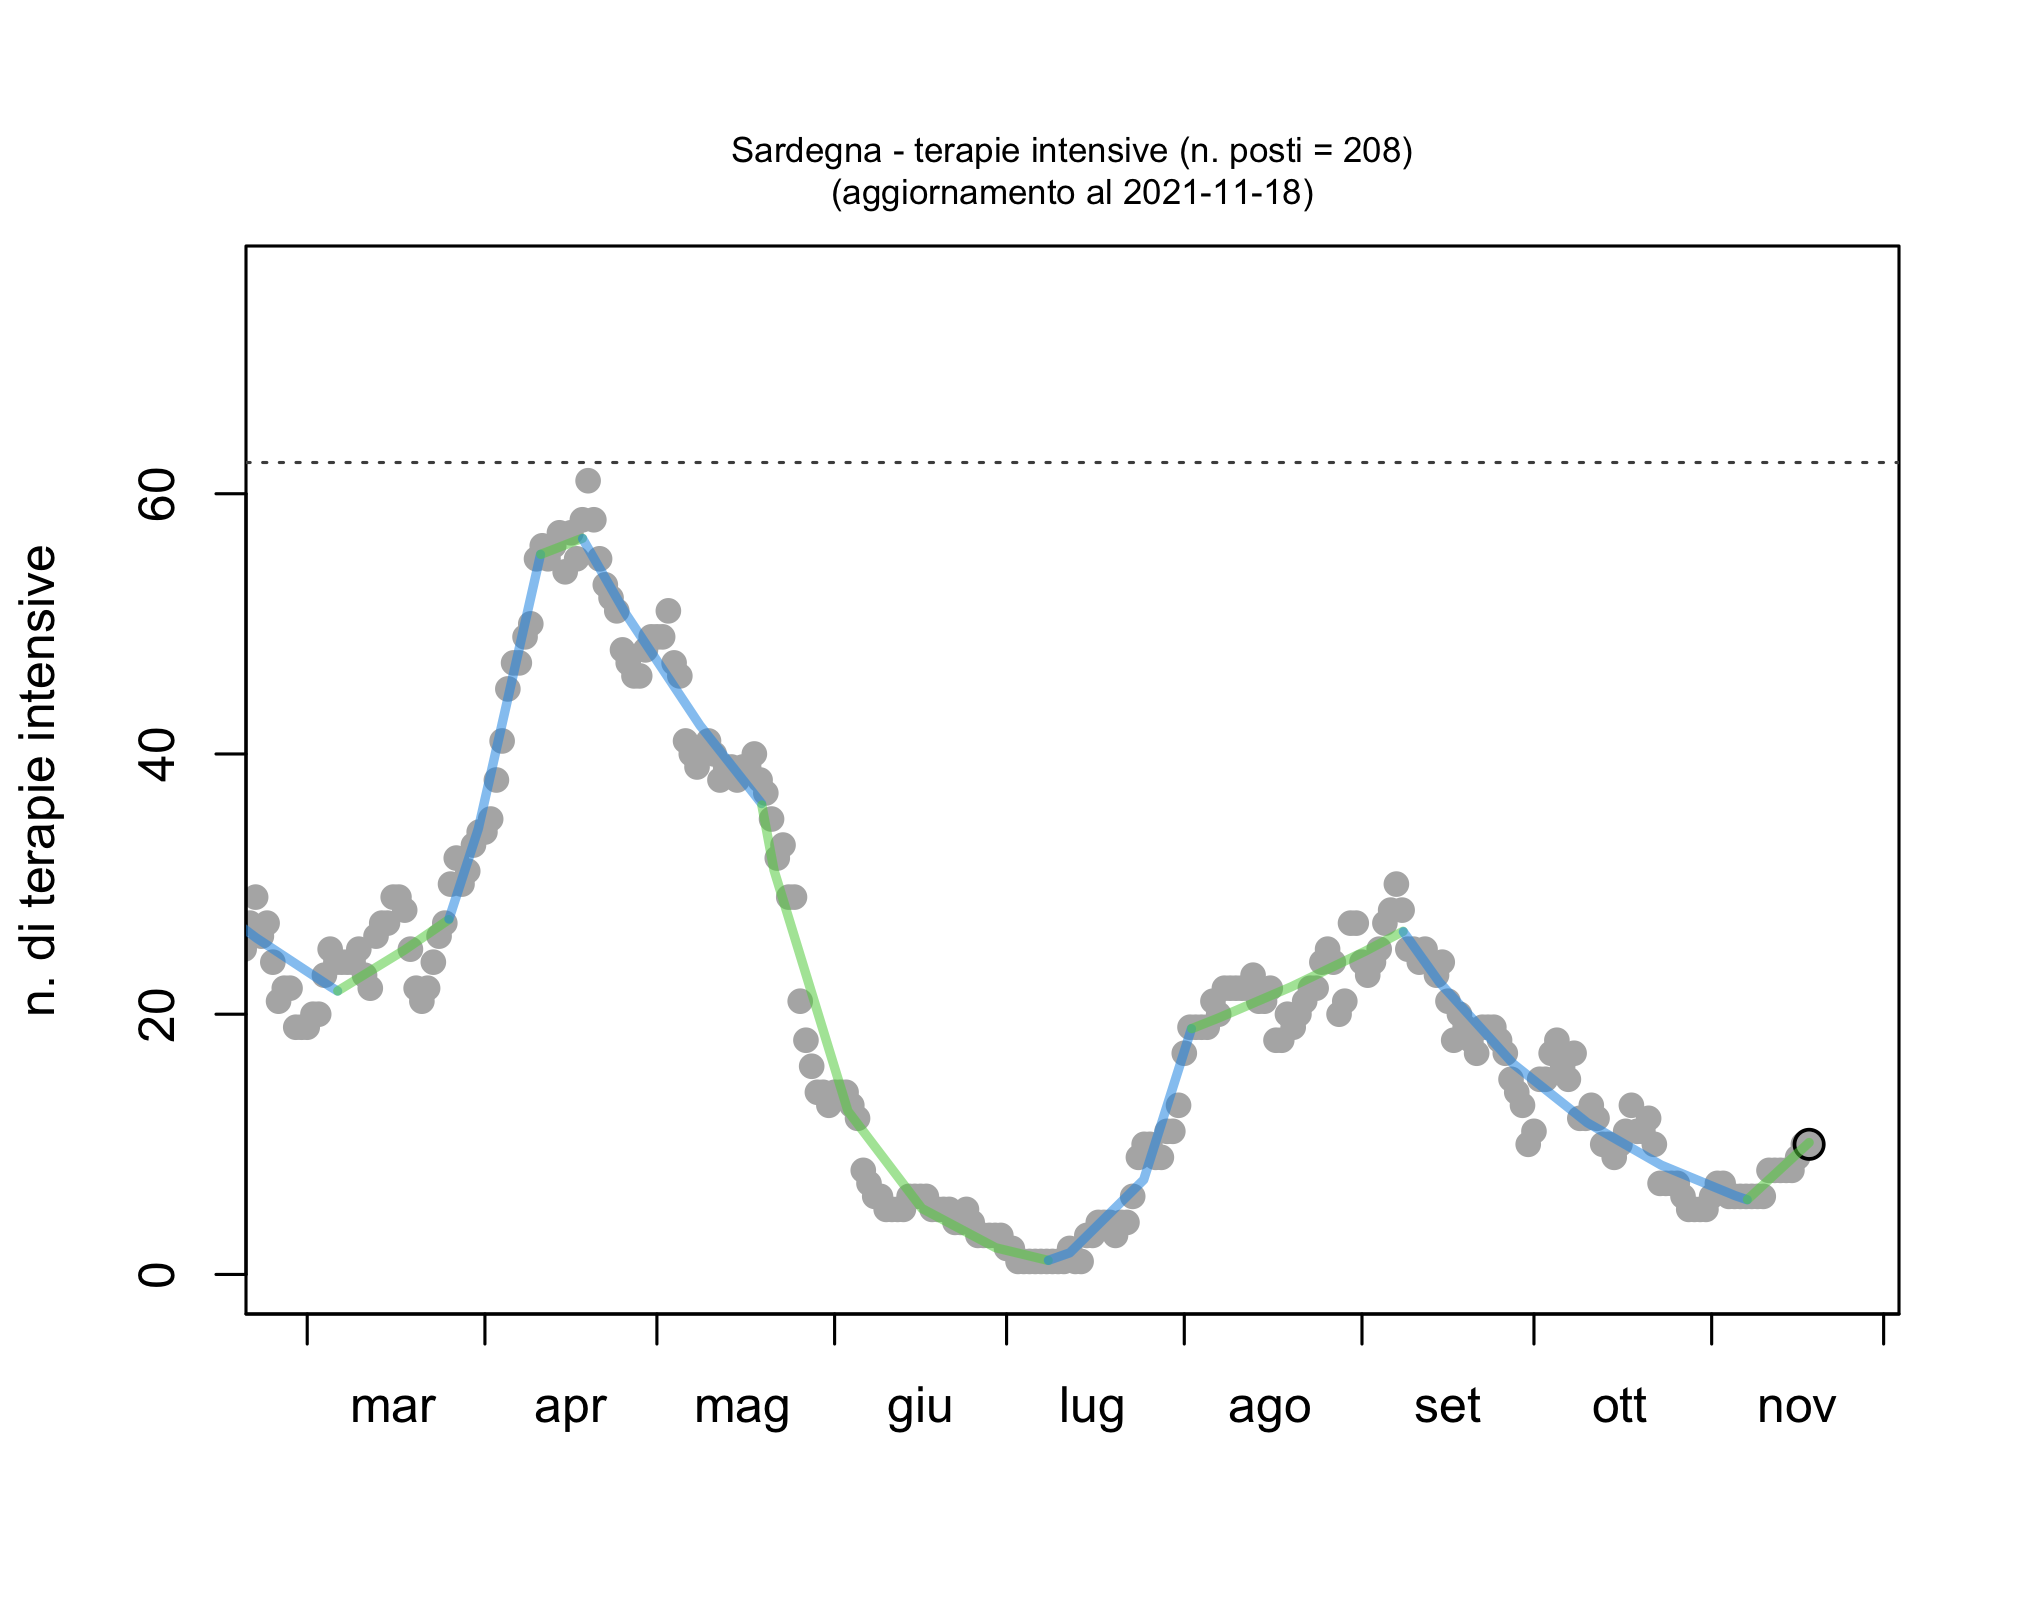 Sardegna - terapie intensive (n. posti = 208)
(aggiornamento al 2021-11-18)
n. di terapie intensive
60
40
20
0
mar apr mag giu lug ago set ott nov